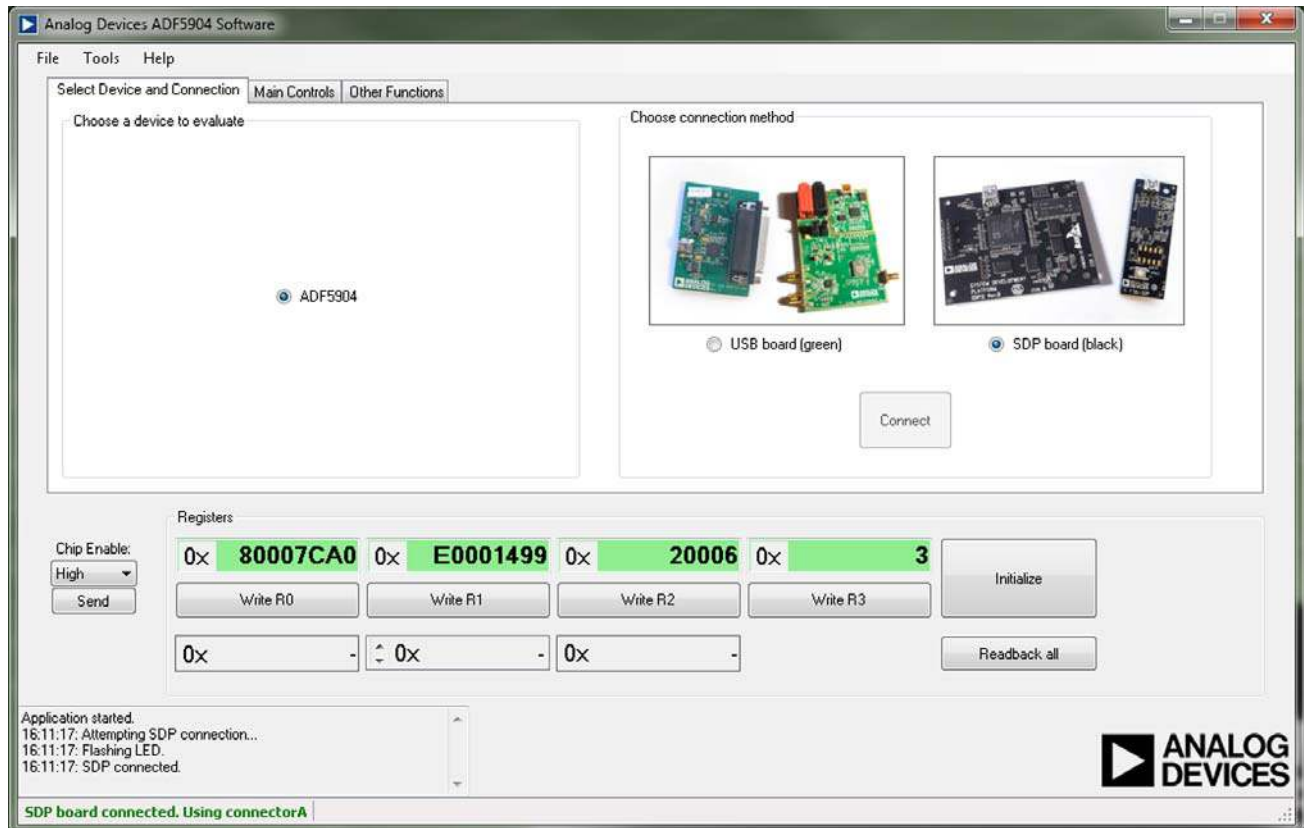 Analog Devices ADF5904 Software
File Tools Help
Select Device and Connection Main Controls Other Functions
Choose a device to evaluate
Choose connection method
ADF5904
USB board (green)
SDP board (black)
Connect
Registers
Chip Enable:
High
Send
0x 80007CA0 0x E0001499 0x 20006 0x 3
Write R0 Write R1 Write R2 Write R3
Initialize
0x - 0x - 0x -
Readback all
Application started.
16:11:17: Attempting SDP connection...
16:11:17: Flashing LED.
16:11:17: SDP connected.
ANALOG
DEVICES
SDP board connected. Using connectorA